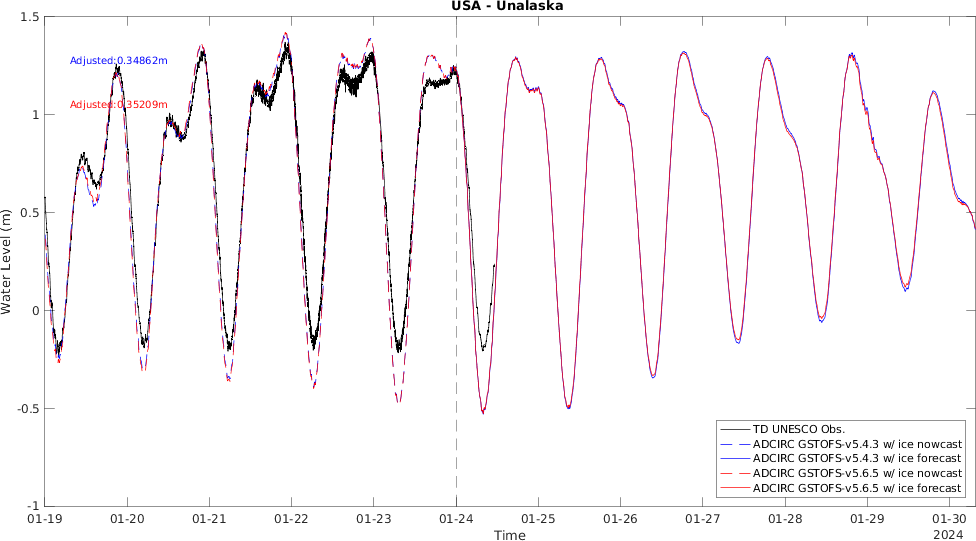 USA - Unalaska
1.5
1
0.5
0
-0.5
-1
Water Level (m)
Adjusted:0.34862m
Adjusted:0.35209m
TD UNESCO Obs.
ADCIRC GSTOFS-v5.4.3 w/ ice nowcast
ADCIRC GSTOFS-v5.4.3 w/ ice forecast
ADCIRC GSTOFS-v5.6.5 w/ ice nowcast
ADCIRC GSTOFS-v5.6.5 w/ ice forecast
01-19 01-20 01-21 01-22 01-23 01-24 01-25 01-26 01-27 01-28 01-29 01-30
Time
2024